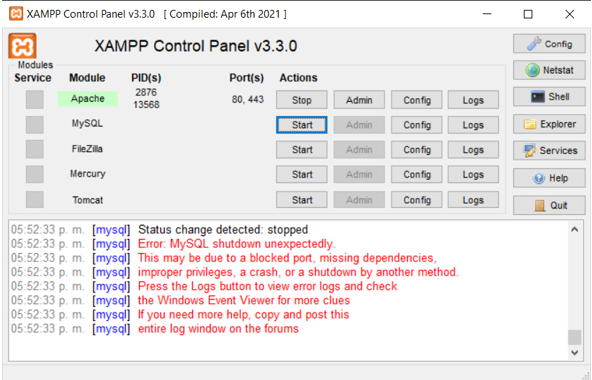 XAMPP Control Panel v3.3.0 [ Compiled: Apr 6th 2021 ]
XAMPP Control Panel v3.3.0
Config
Modules
Service Module PID(s) Port(s) Actions
Netstat
Apache 2876 13568 80, 443 Stop Admin Config Logs
Shell
MySQL Start Admin Config Logs
Explorer
FileZilla Start Admin Config Logs
Services
Mercury Start Admin Config Logs
Help
Tomcat Start Admin Config Logs
Quit
05:52:33 p. m. [mysql] Status change detected: stopped
05:52:33 p. m. [mysql] Error: MySQL shutdown unexpectedly.
05:52:33 p. m. [mysql] This may be due to a blocked port, missing dependencies,
05:52:33 p. m. [mysql] improper privileges, a crash, or a shutdown by another method.
05:52:33 p. m. [mysql] Press the Logs button to view error logs and check
05:52:33 p. m. [mysql] the Windows Event Viewer for more clues
05:52:33 p. m. [mysql] If you need more help, copy and post this
05:52:33 p. m. [mysql] entire log window on the forums